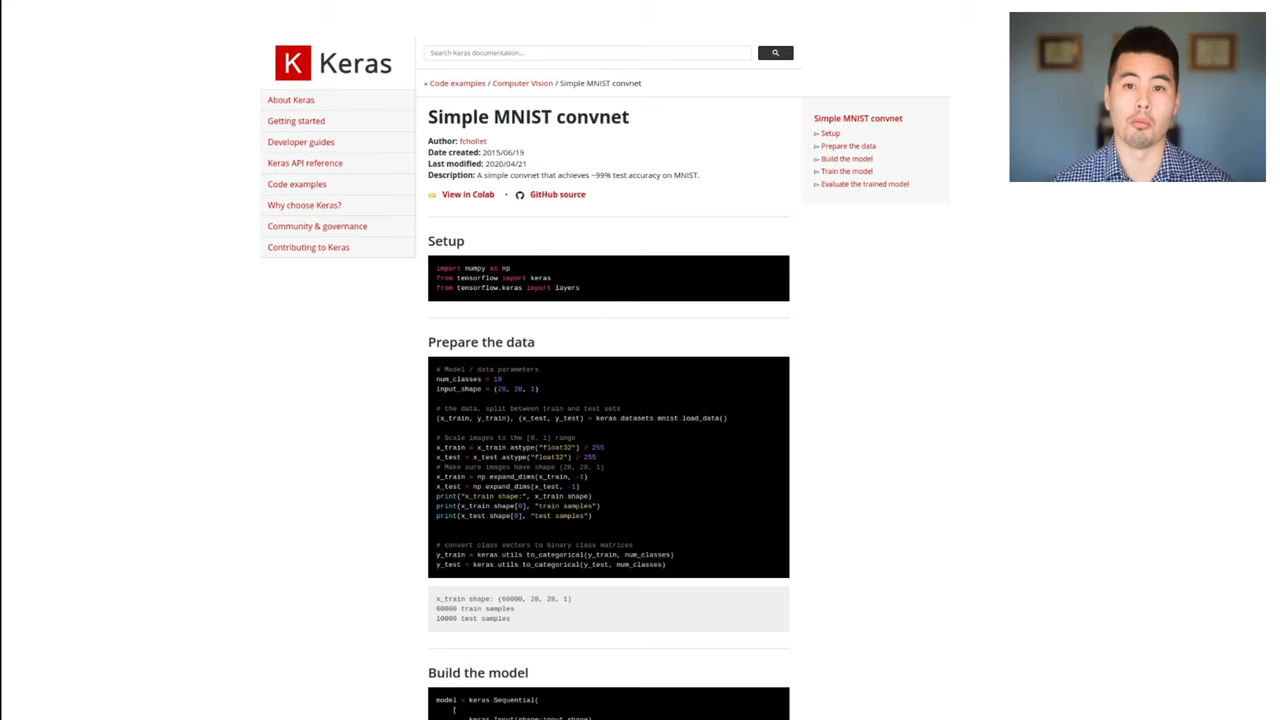 K Keras
About Keras
Getting started
Developer guides
Keras API reference
Code examples
Why choose Keras?
Community & governance
Contributing to Keras
Search Keras documentation...
» Code examples / Computer Vision / Simple MNIST convnet
Simple MNIST convnet
Author: fchollet
Date created: 2015/06/19
Last modified: 2020/04/21
Description: A simple convnet that achieves ~99% test accuracy on MNIST.
View in Colab • GitHub source
Setup
import numpy as np
from tensorflow import keras
from tensorflow.keras import layers
Prepare the data
# Model / data parameters
num_classes = 10
input_shape = (28, 28, 1)
# the data, split between train and test sets
(x_train, y_train), (x_test, y_test) = keras.datasets.mnist.load_data()
# Scale images to the [0, 1] range
x_train = x_train.astype("float32") / 255
x_test = x_test.astype("float32") / 255
# Make sure images have shape (28, 28, 1)
x_train = np.expand_dims(x_train, -1)
x_test = np.expand_dims(x_test, -1)
print("x_train shape:", x_train.shape)
print(x_train.shape[0], "train samples")
print(x_test.shape[0], "test samples")
# convert class vectors to binary class matrices
y_train = keras.utils.to_categorical(y_train, num_classes)
y_test = keras.utils.to_categorical(y_test, num_classes)
x_train shape: (60000, 28, 28, 1)
60000 train samples
10000 test samples
Build the model
model = keras.Sequential(
[
keras.Input(shape=input_shape)
Simple MNIST convnet
▻ Setup
▻ Prepare the data
▻ Build the model
▻ Train the model
▻ Evaluate the trained model